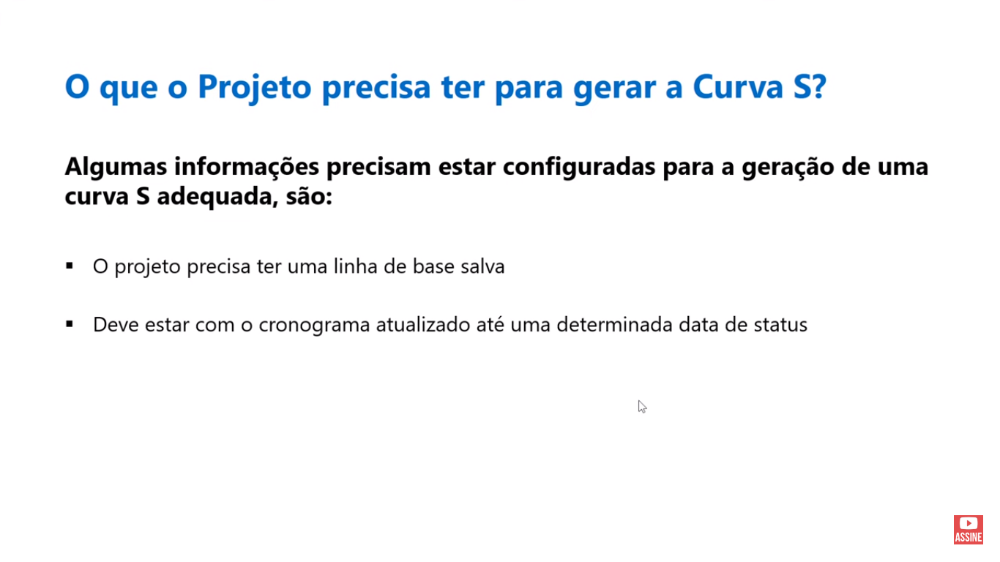 O que o Projeto precisa ter para gerar a Curva S?
Algumas informações precisam estar configuradas para a geração de uma
curva S adequada, são:
▪ O projeto precisa ter uma linha de base salva
▪ Deve estar com o cronograma atualizado até uma determinada data de status
ASSINE